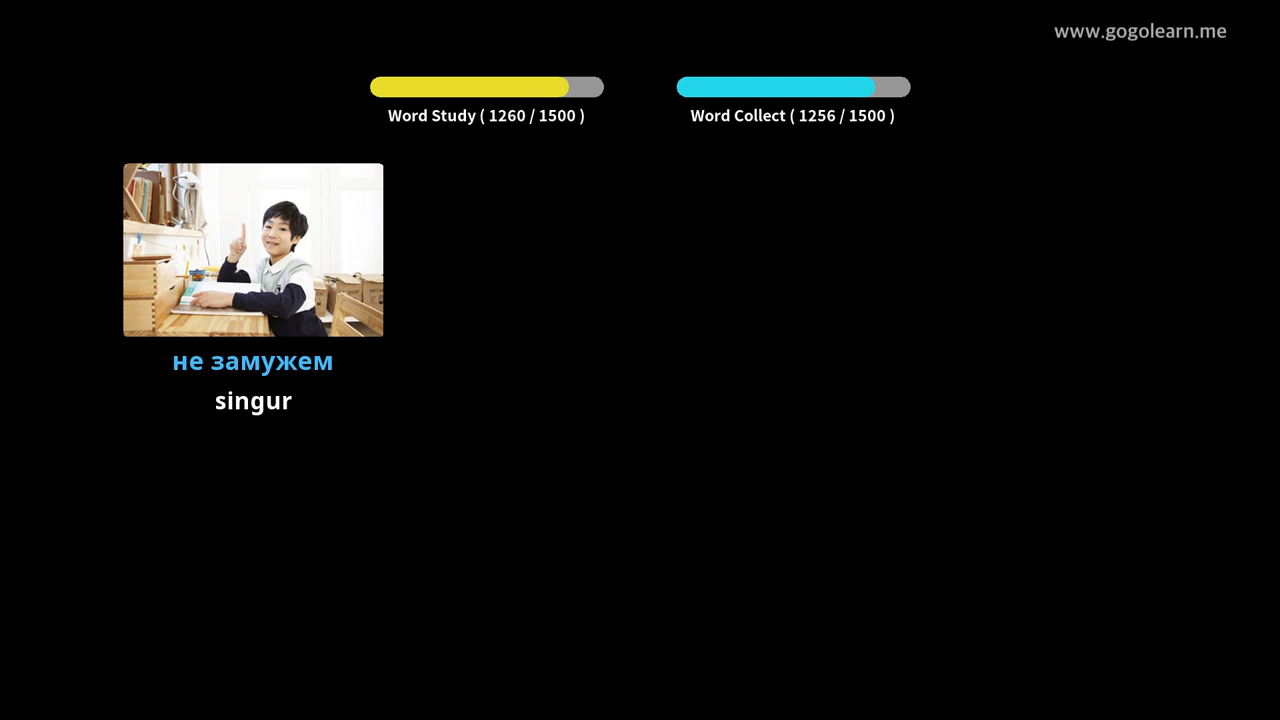 www.gogolearn.me
Word Study ( 1260 / 1500 )
Word Collect ( 1256 / 1500 )
не замужем
singur